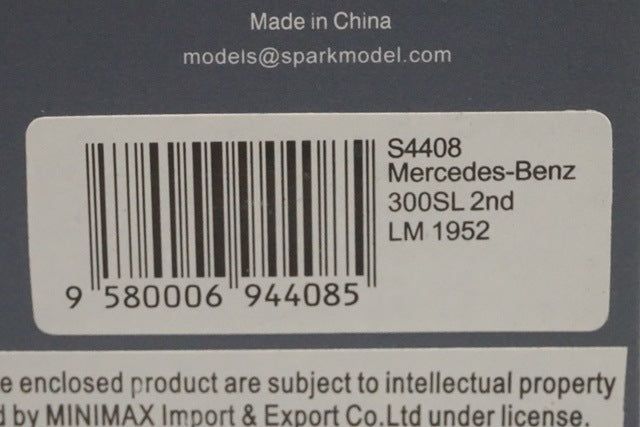 Made in China
models@sparkmodel.com
S4408
Mercedes-Benz
300SL 2nd
LM 1952
9 580006 944085
e enclosed product are subject to intellectual property
d by MINIMAX Import & Export Co.Ltd under license.